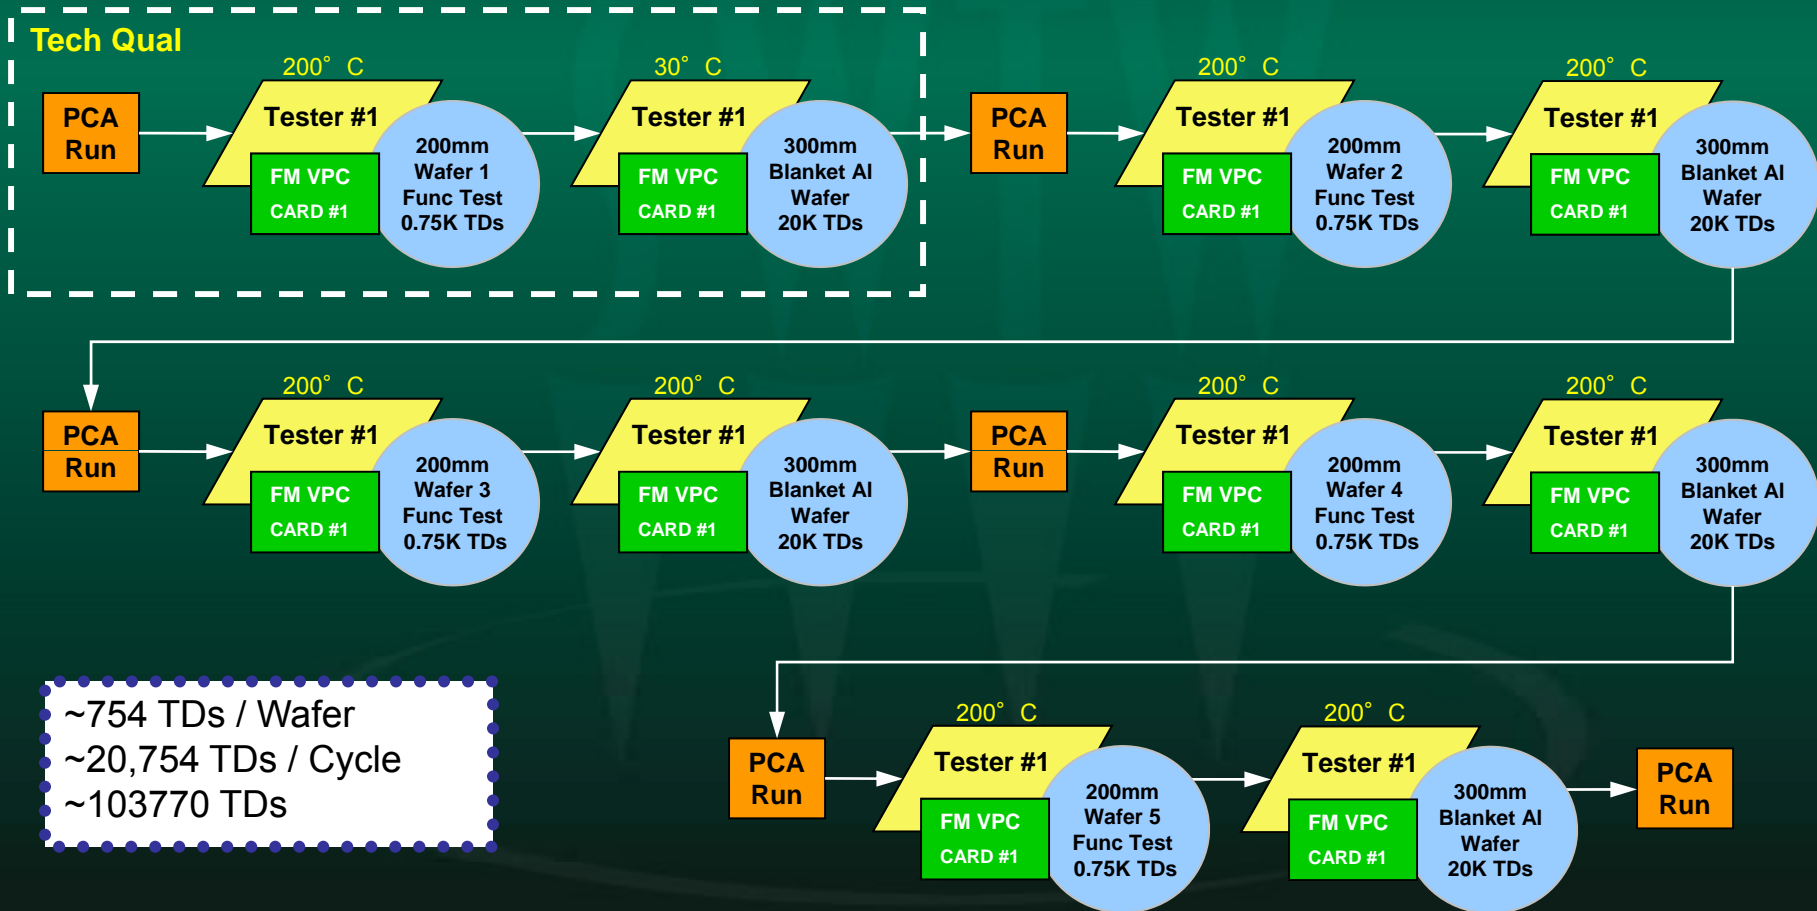 Tech Qual
PCA
Run
200° C
Tester #1
FM VPC
CARD #1
200mm
Wafer 1
Func Test
0.75K TDs
30° C
Tester #1
FM VPC
CARD #1
300mm
Blanket Al
Wafer
20K TDs
PCA
Run
200° C
Tester #1
FM VPC
CARD #1
200mm
Wafer 2
Func Test
0.75K TDs
200° C
Tester #1
FM VPC
CARD #1
300mm
Blanket Al
Wafer
20K TDs
PCA
Run
200° C
Tester #1
FM VPC
CARD #1
200mm
Wafer 3
Func Test
0.75K TDs
200° C
Tester #1
FM VPC
CARD #1
300mm
Blanket Al
Wafer
20K TDs
PCA
Run
200° C
Tester #1
FM VPC
CARD #1
200mm
Wafer 4
Func Test
0.75K TDs
200° C
Tester #1
FM VPC
CARD #1
300mm
Blanket Al
Wafer
20K TDs
~754 TDs / Wafer
~20,754 TDs / Cycle
~103770 TDs
PCA
Run
200° C
Tester #1
FM VPC
CARD #1
200mm
Wafer 5
Func Test
0.75K TDs
200° C
Tester #1
FM VPC
CARD #1
300mm
Blanket Al
Wafer
20K TDs
PCA
Run